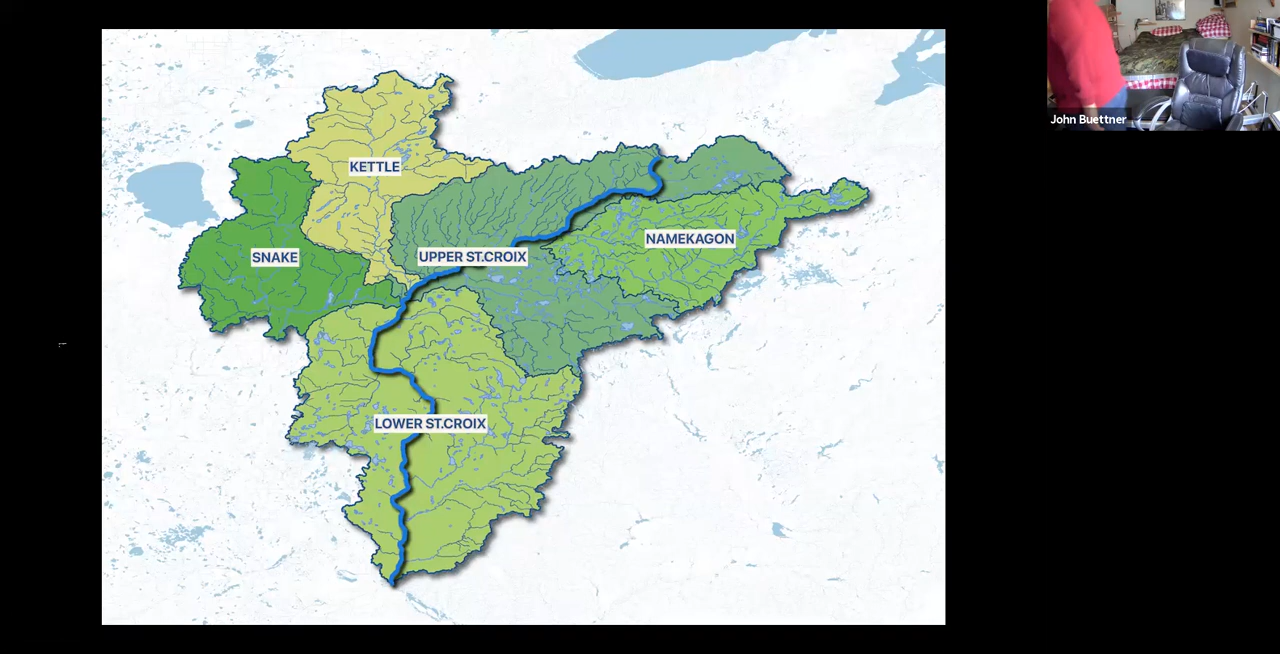 KETTLE
SNAKE
UPPER ST.CROIX
NAMEKAGON
LOWER ST.CROIX
John Buettner